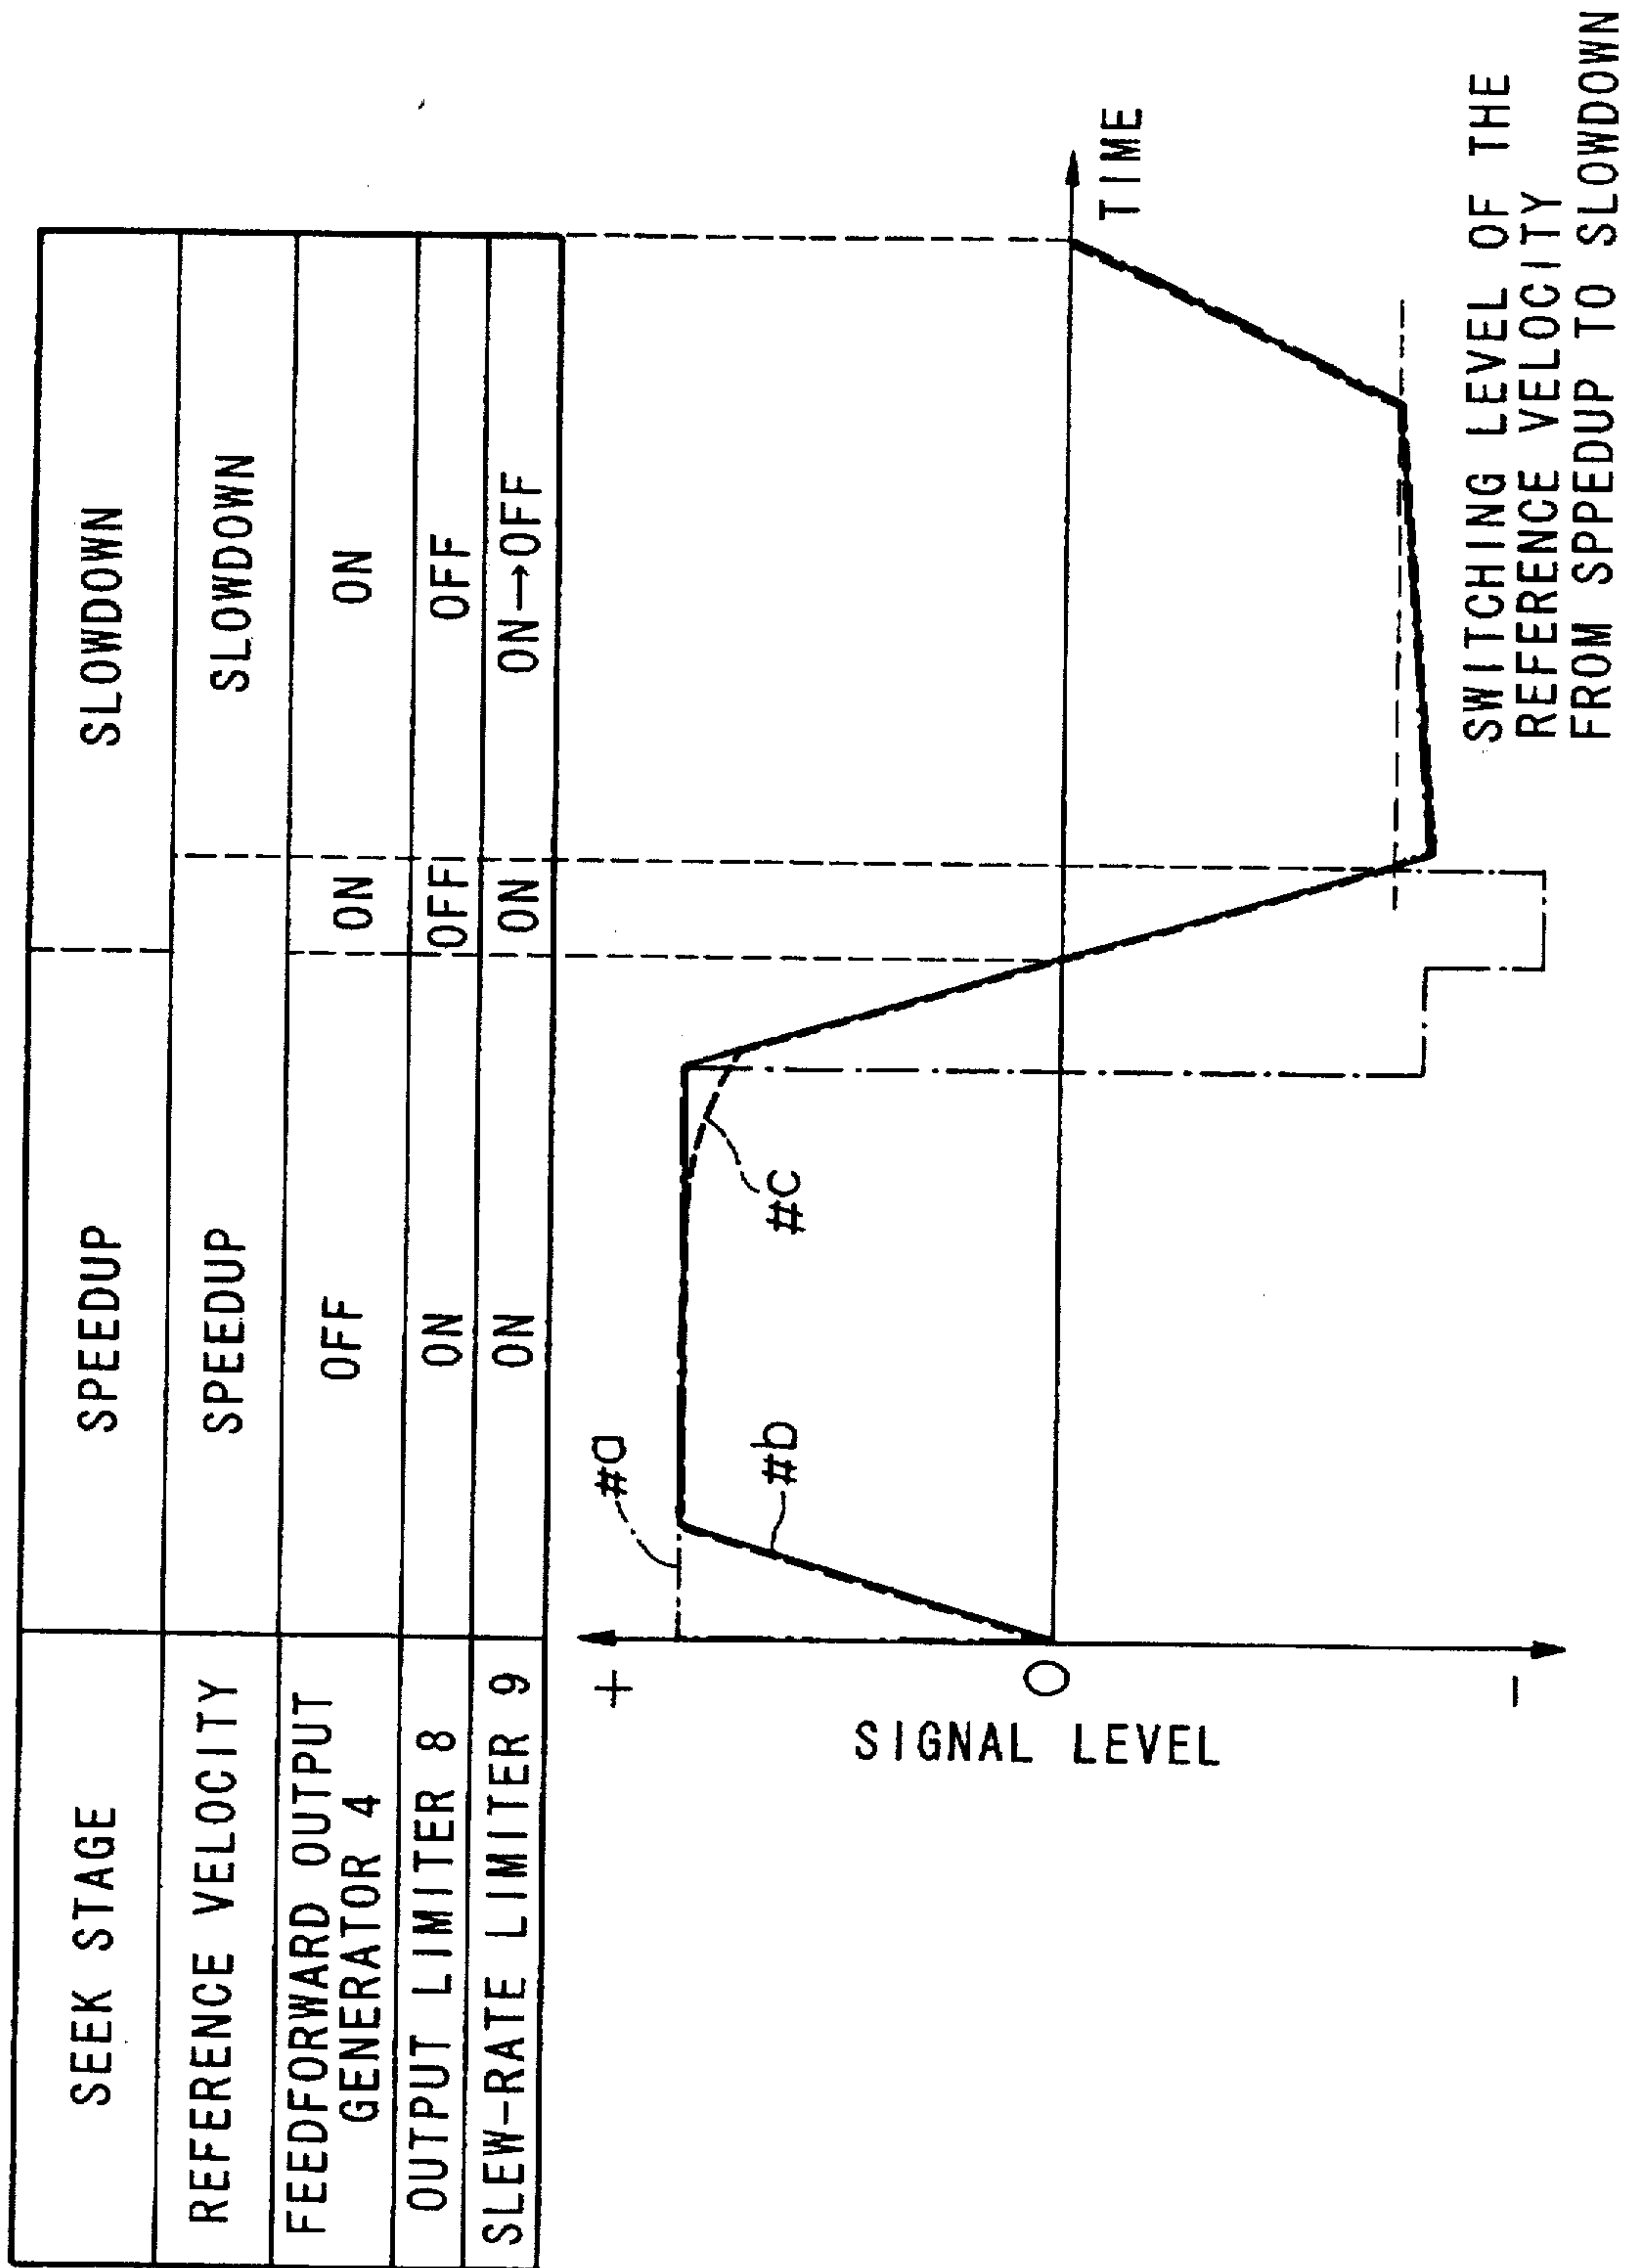 SEEK STAGE
SPEEDUP
SLOWDOWN
REFERENCE VELOCITY
SPEEDUP
SLOWDOWN
FEEDFORWARD OUTPUT
GENERATOR 4
OFF
ON
ON
OUTPUT LIMITER 8
ON
OFF
OFF
SLEW-RATE LIMITER 9
ON
ON
ON→OFF
+
#a
#b
#c
SIGNAL LEVEL
O
TIME
-
SWITCHING LEVEL OF THE
REFERENCE VELOCITY
FROM SPPEDUP TO SLOWDOWN